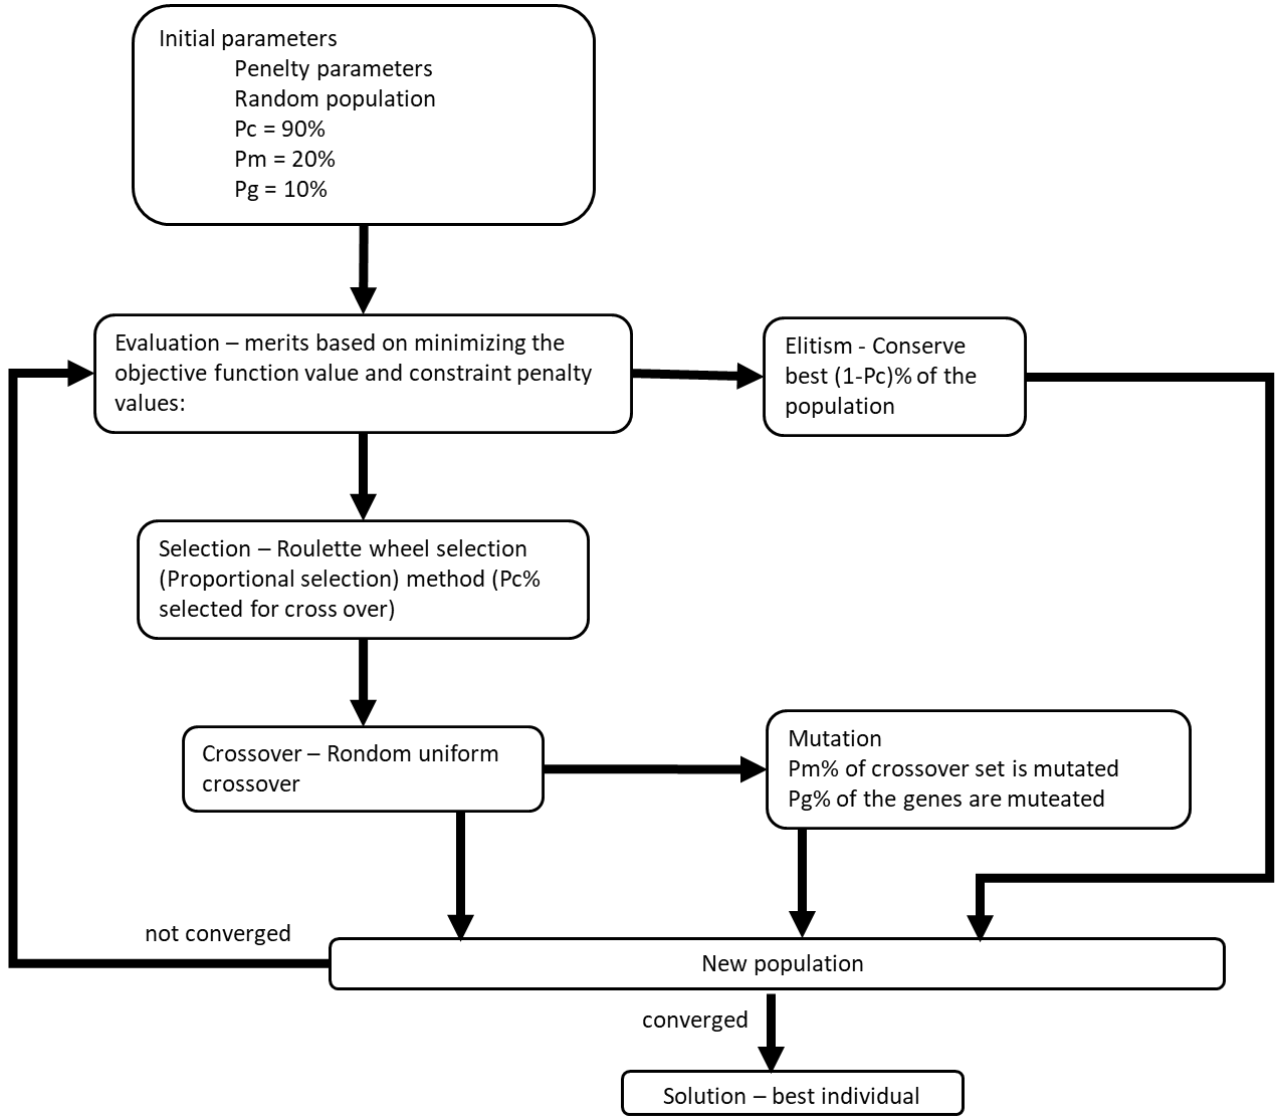 Initial parameters
Penelty parameters
Random population
Pc = 90%
Pm = 20%
Pg = 10%
Evaluation – merits based on minimizing the
objective function value and constraint penalty
values:
Elitism - Conserve
best (1-Pc)% of the
population
Selection – Roulette wheel selection
(Proportional selection) method (Pc%
selected for cross over)
Crossover – Rondom uniform
crossover
Mutation
Pm% of crossover set is mutated
Pg% of the genes are muteated
not converged
New population
converged
Solution – best individual